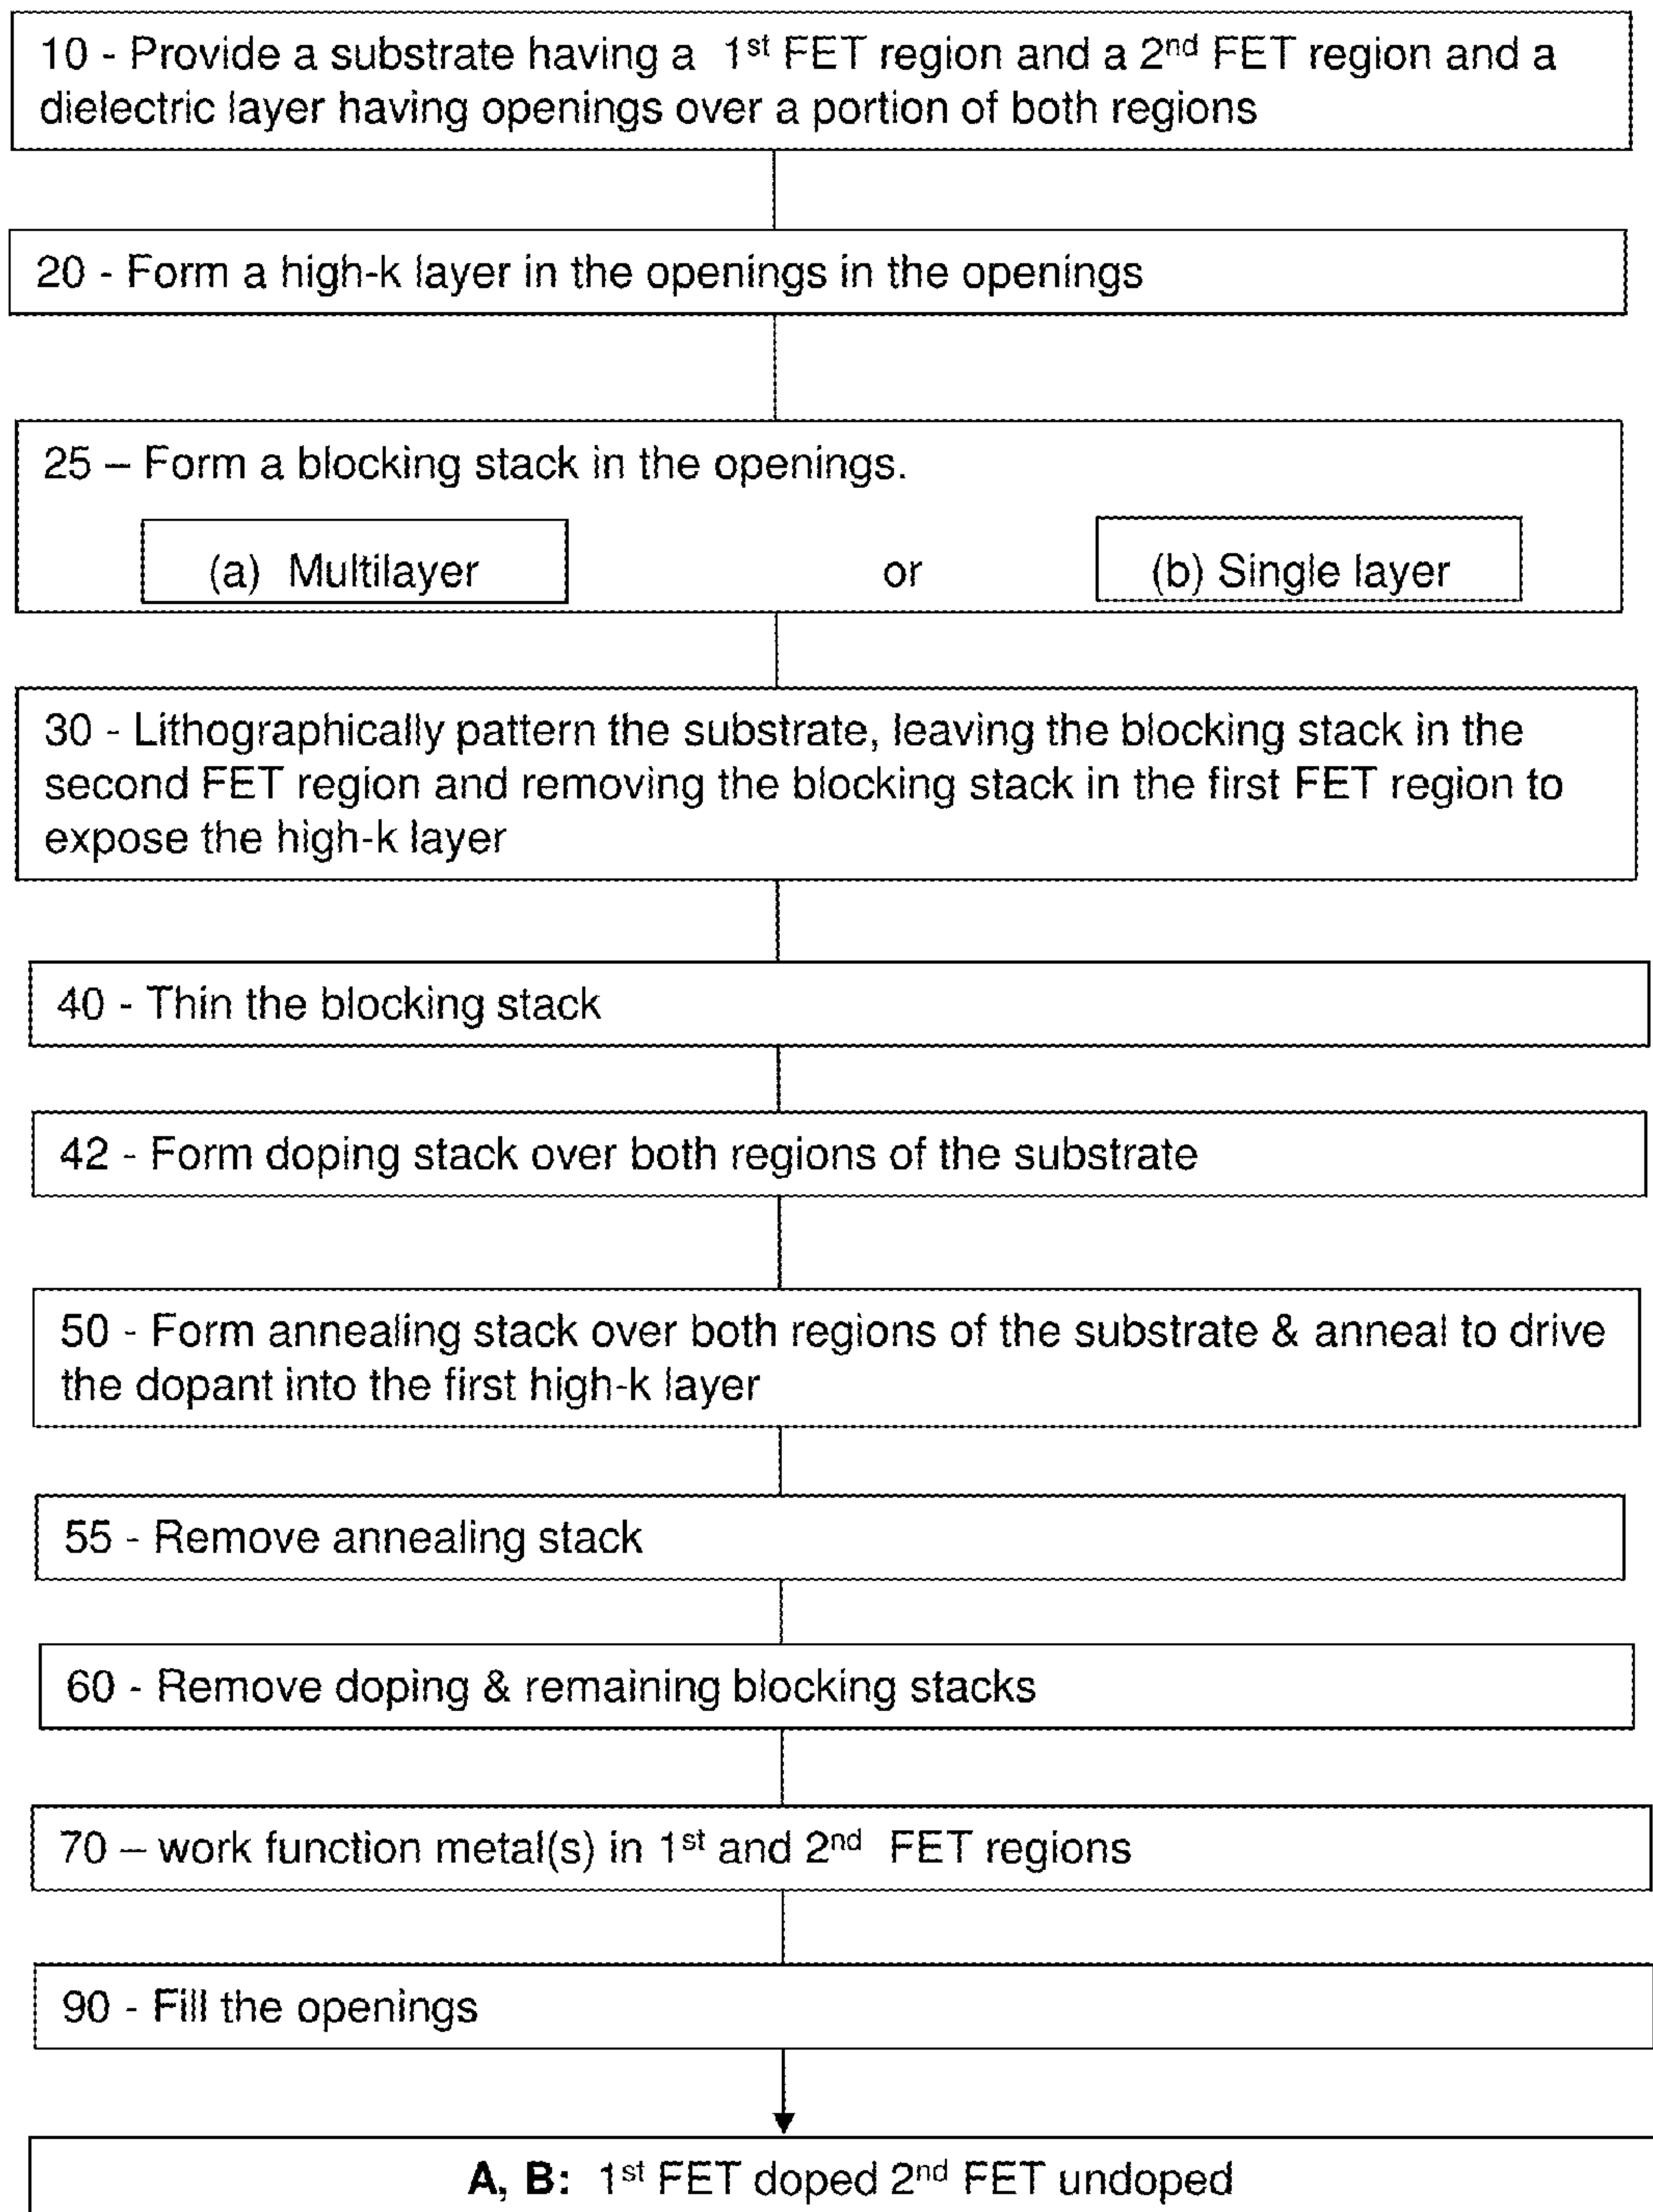 10 - Provide a substrate having a 1st FET region and a 2nd FET region and a
dielectric layer having openings over a portion of both regions
20 - Form a high-k layer in the openings in the openings
25 – Form a blocking stack in the openings.
(a) Multilayer or (b) Single layer
30 - Lithographically pattern the substrate, leaving the blocking stack in the
second FET region and removing the blocking stack in the first FET region to
expose the high-k layer
40 - Thin the blocking stack
42 - Form doping stack over both regions of the substrate
50 - Form annealing stack over both regions of the substrate & anneal to drive
the dopant into the first high-k layer
55 - Remove annealing stack
60 - Remove doping & remaining blocking stacks
70 – work function metal(s) in 1st and 2nd FET regions
90 - Fill the openings
A, B: 1st FET doped 2nd FET undoped